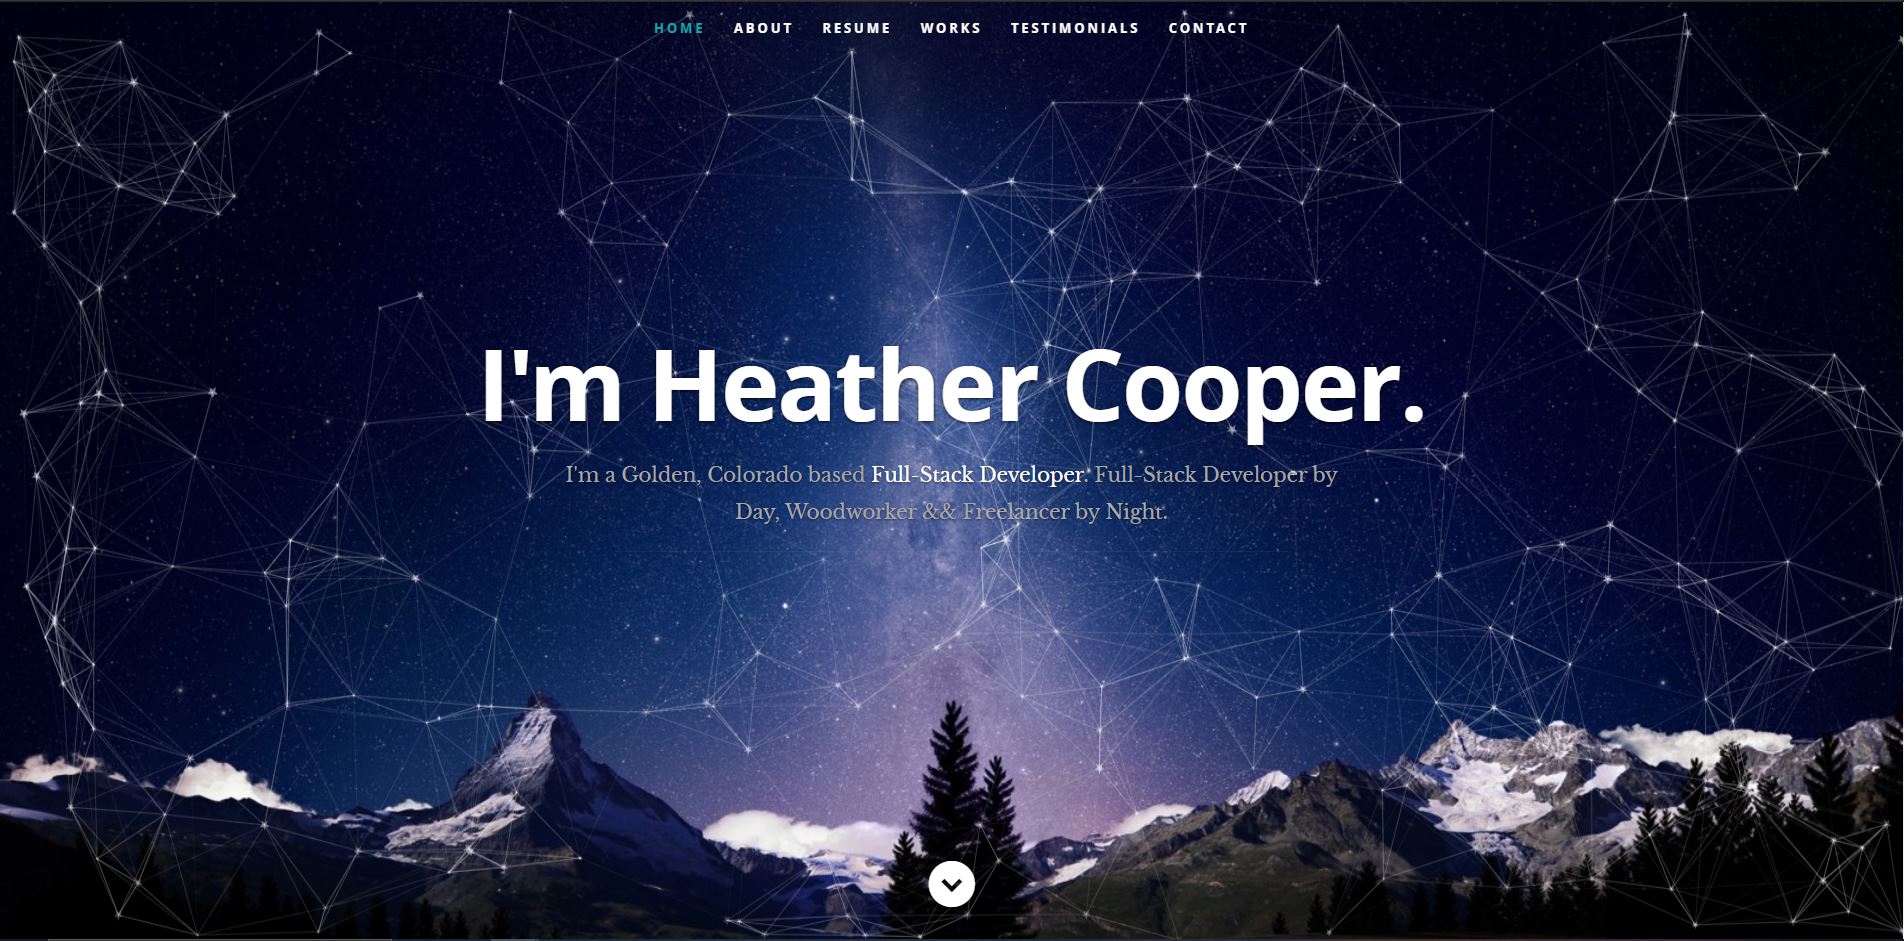 HOME ABOUT RESUME WORKS TESTIMONIALS CONTACT
I'm Heather Cooper.
I'm a Golden, Colorado based Full-Stack Developer. Full-Stack Developer by
Day, Woodworker && Freelancer by Night.